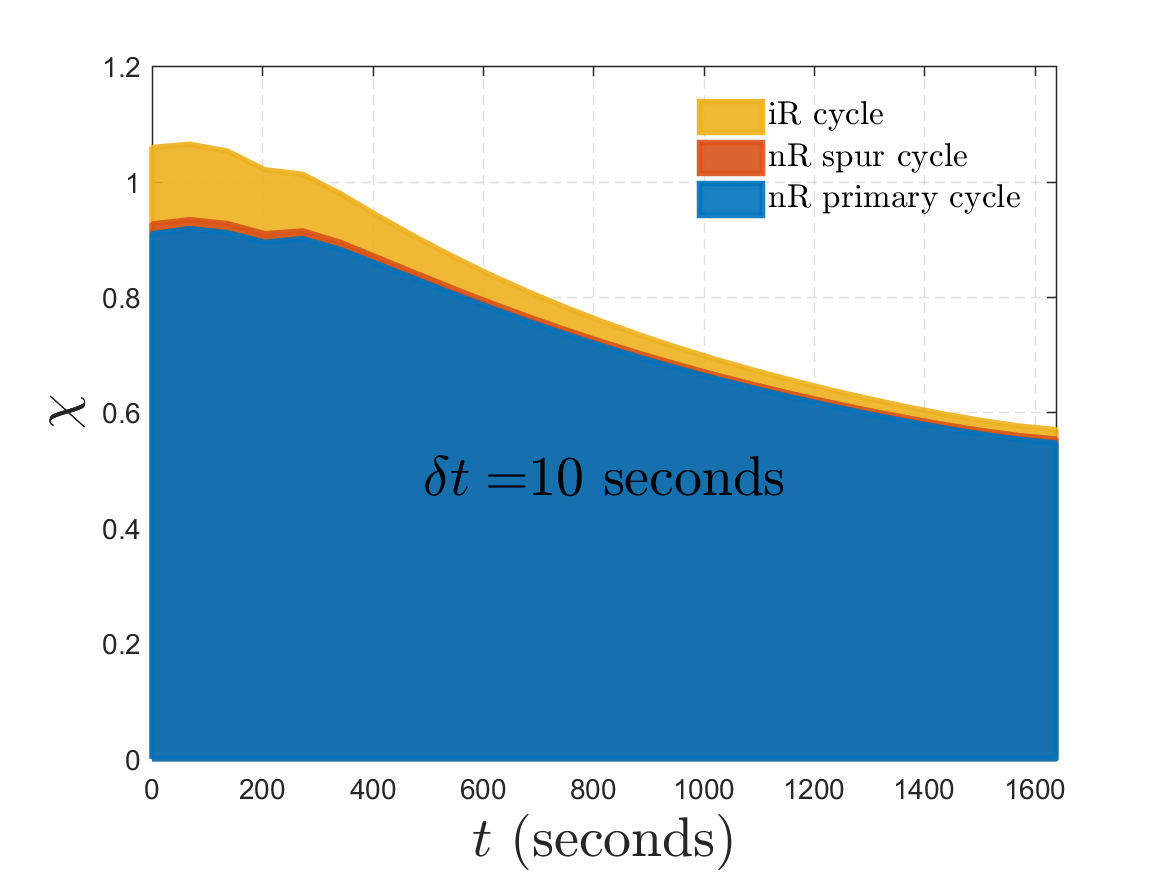 1.2
1
0.8
0.6
0.4
0.2
0
χ
iR cycle
nR spur cycle
nR primary cycle
δt =10 seconds
0 200 400 600 800 1000 1200 1400 1600
t (seconds)